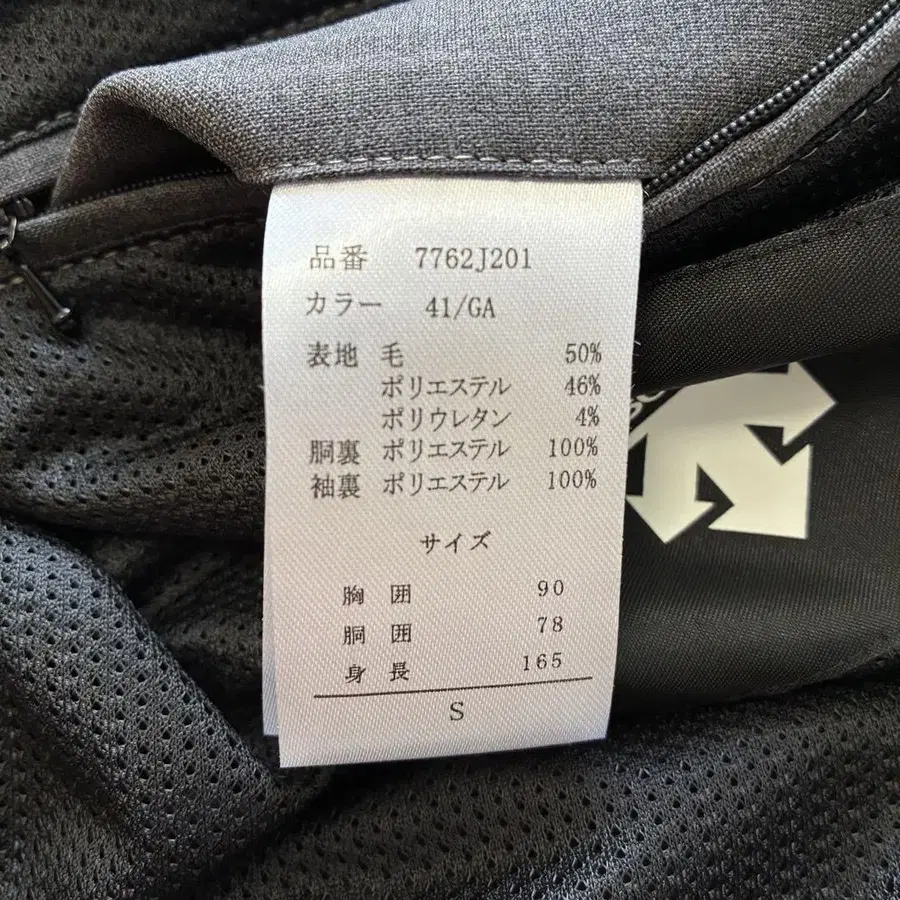 品番 7762J201
カラー 41/GA
表地 毛 50%
ポリエステル 46%
ポリウレタン 4%
胴裏 ポリエステル 100%
袖裏 ポリエステル 100%
サイズ
胸囲 90
胴囲 78
身長 165
S